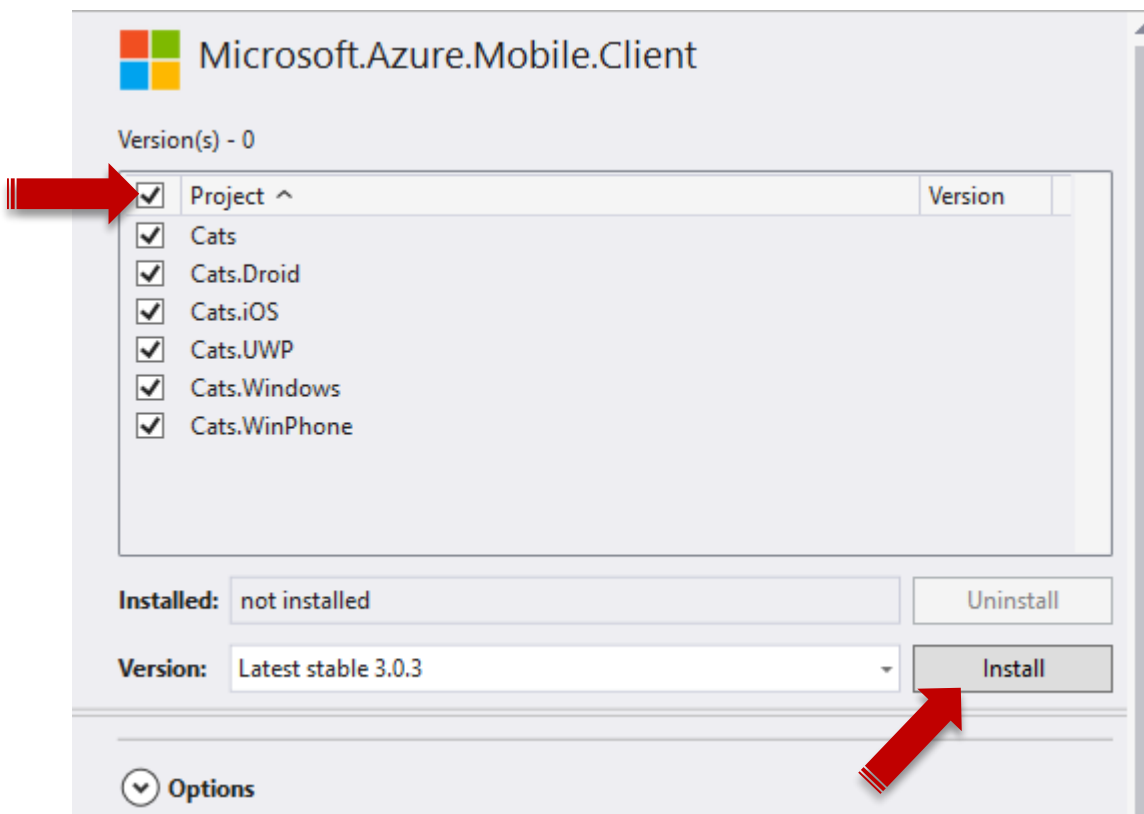 Microsoft.Azure.Mobile.Client
Version(s) - 0
Project Version
Cats
Cats.Droid
Cats.iOS
Cats.UWP
Cats.Windows
Cats.WinPhone
Installed: not installed Uninstall
Version: Latest stable 3.0.3 Install
Options